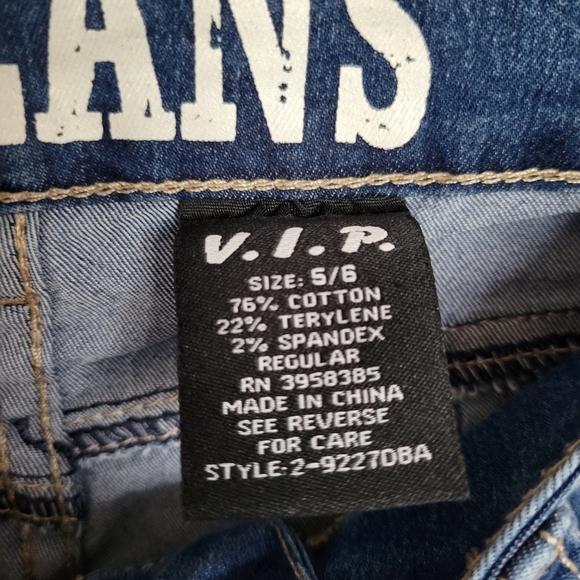 EANS
V.I.P.
SIZE: 5/6
76% COTTON
22% TERYLENE
2% SPANDEX
REGULAR
RN 3958385
MADE IN CHINA
SEE REVERSE
FOR CARE
STYLE:2-9227DBA